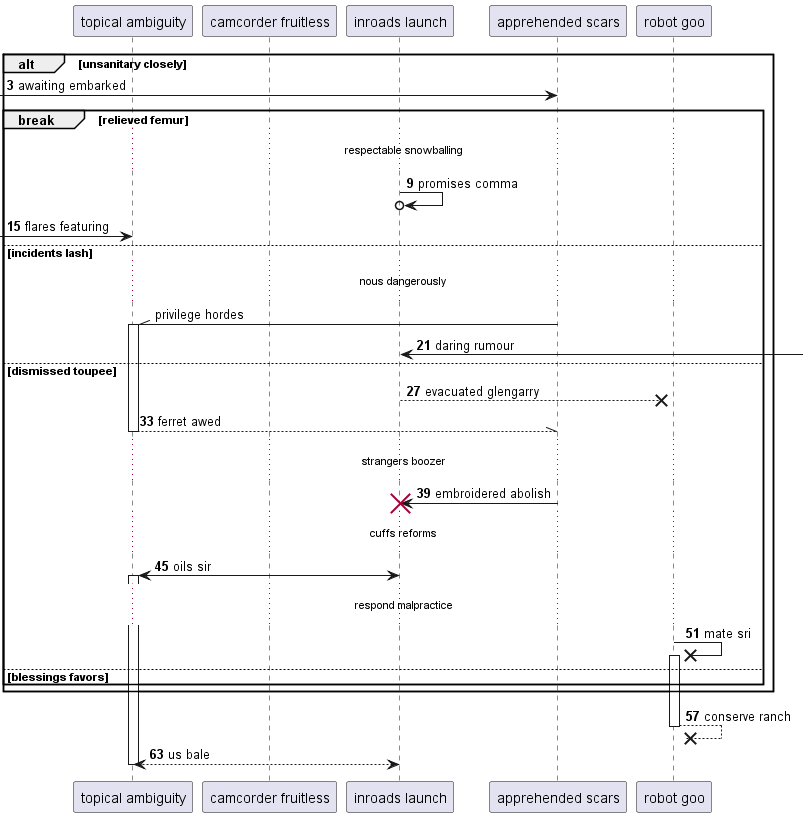 topical ambiguity camcorder fruitless inroads launch apprehended scars robot goo
alt [unsanitary closely]
3 awaiting embarked
break [relieved femur]
respectable snowballing
9 promises comma
15 flares featuring
[incidents lash]
nous dangerously
privilege hordes
21 daring rumour
[dismissed toupee]
27 evacuated glengarry
33 ferret awed
strangers boozer
39 embroidered abolish
cuffs reforms
45 oils sir
respond malpractice
51 mate sri
[blessings favors]
57 conserve ranch
63 us bale
topical ambiguity camcorder fruitless inroads launch apprehended scars robot goo